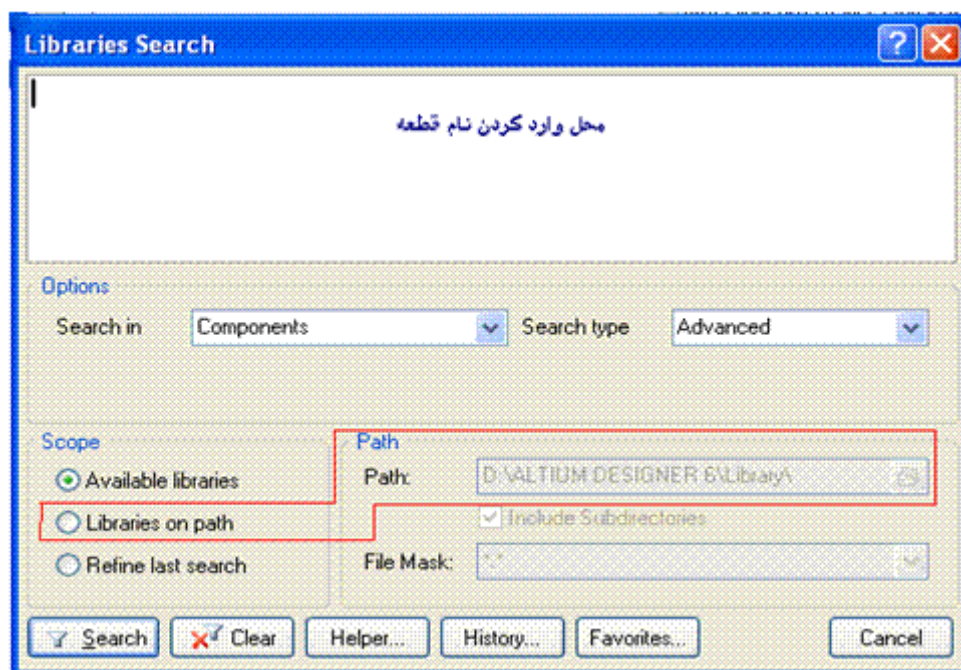 Libraries Search
محل وارد کردن نام قطعه
Options
Search in Components Search type Advanced
Scope Path
Available libraries Path: D:\ALTIUM DESIGNER 6\Library\
Libraries on path Include Subdirectories
Refine last search File Mask: *.*
Search Clear Helper... History... Favorites... Cancel